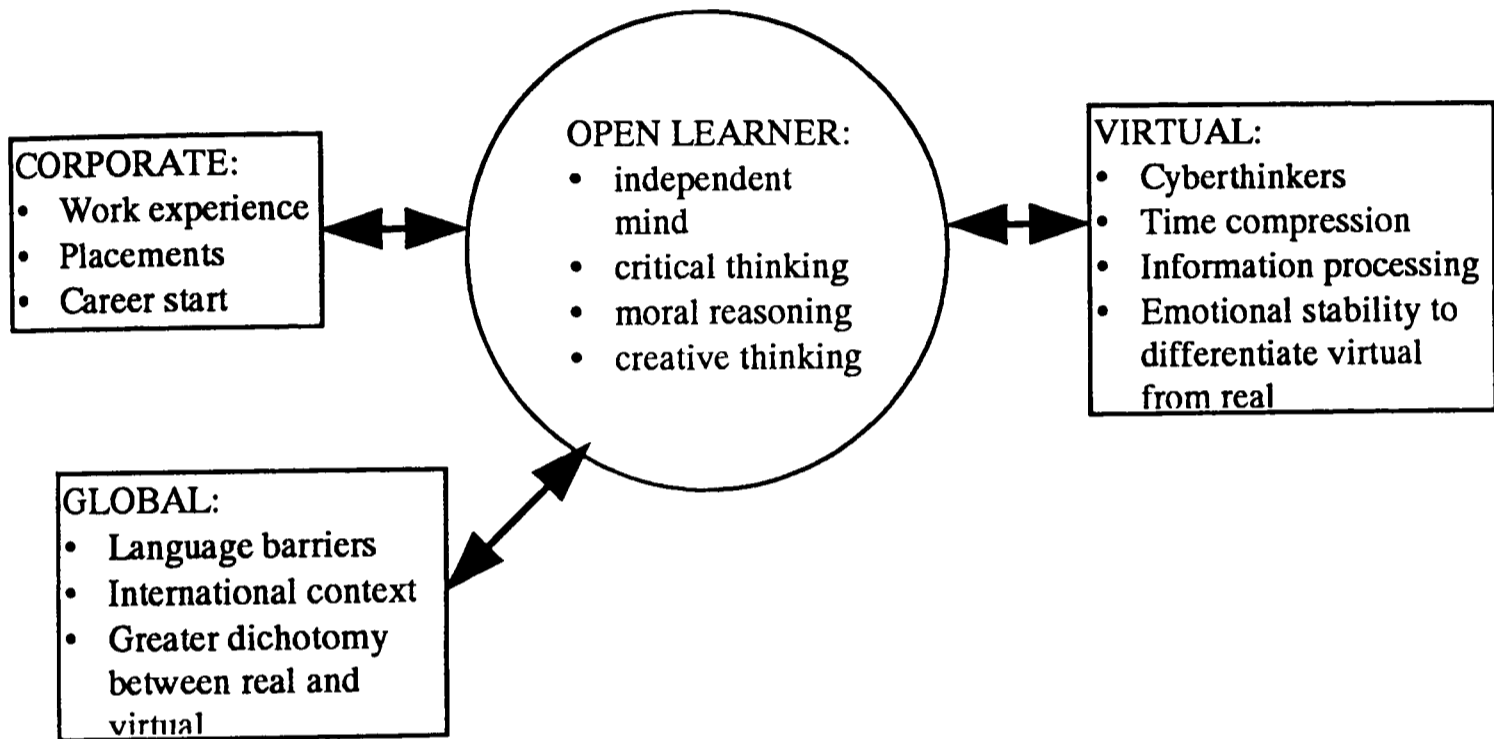 OPEN LEARNER:
• independent
mind
• critical thinking
• moral reasoning
• creative thinking
CORPORATE:
• Work experience
• Placements
• Career start
VIRTUAL:
• Cyberthinkers
• Time compression
• Information processing
• Emotional stability to
differentiate virtual
from real
GLOBAL:
• Language barriers
• International context
• Greater dichotomy
between real and
virtual